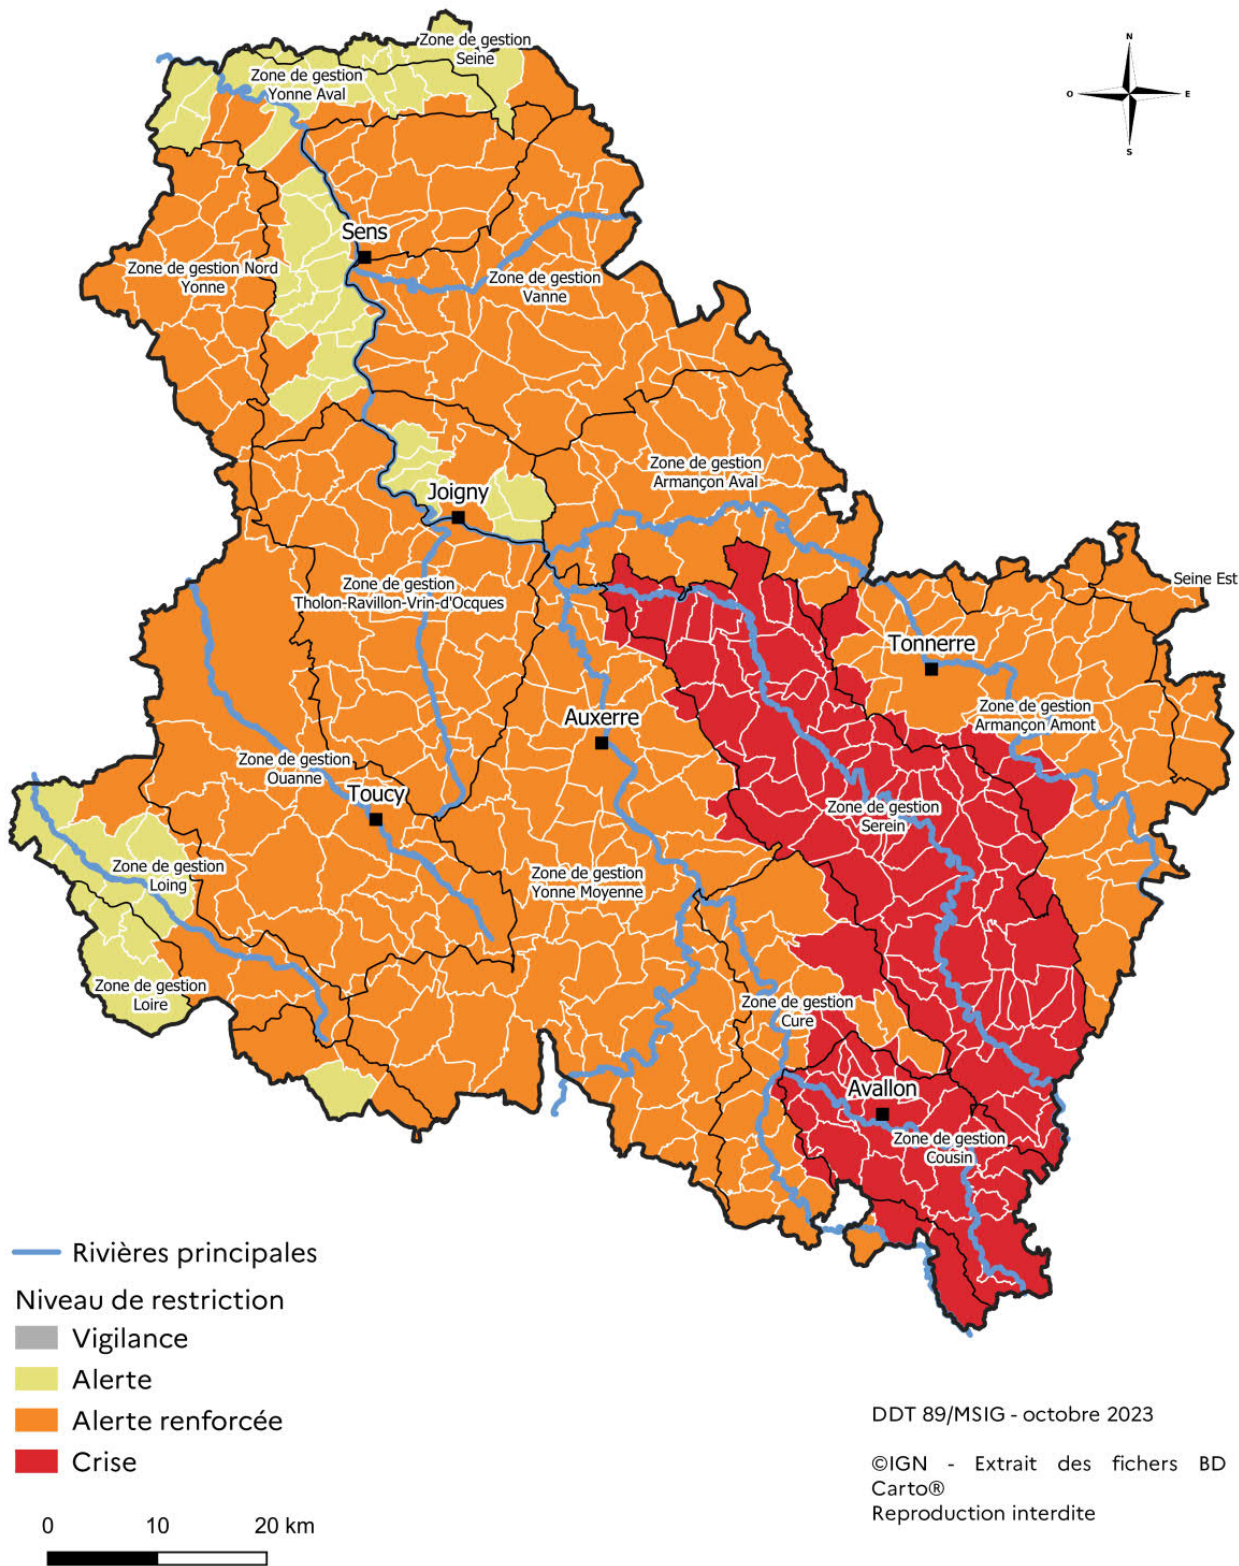 Zone de gestion
Seine
N
O
E
S
Zone de gestion
Yonne Aval
Sens
Zone de gestion Nord
Yonne
Zone de gestion
Vanne
Zone de gestion
Armançon Aval
Joigny
Seine Est
Zone de gestion
Tholon-Ravillon-Vrin-d'Ocques
Tonnerre
Auxerre
Zone de gestion
Armançon Amont
Zone de gestion
Ouanne
Toucy
Zone de gestion
Serein
Zone de gestion
Loing
Zone de gestion
Yonne Moyenne
Zone de gestion
Loire
Zone de gestion
Cure
Avallon
Zone de gestion
Cousin
Rivières principales
Niveau de restriction
Vigilance
Alerte
Alerte renforcée
Crise
0 10 20 km
DDT 89/MSIG - octobre 2023
©IGN - Extrait des fichers BD
Carto®
Reproduction interdite